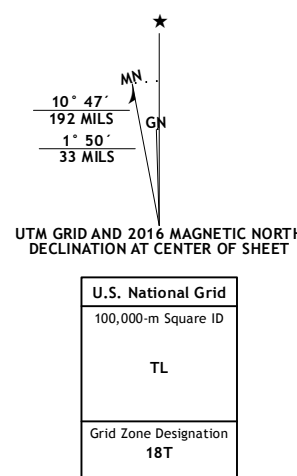 ★
MN
GN
10° 47´
192 MILS
1° 50´
33 MILS
UTM GRID AND 2016 MAGNETIC NORTH
DECLINATION AT CENTER OF SHEET
U.S. National Grid
100,000-m Square ID
TL
Grid Zone Designation
18T